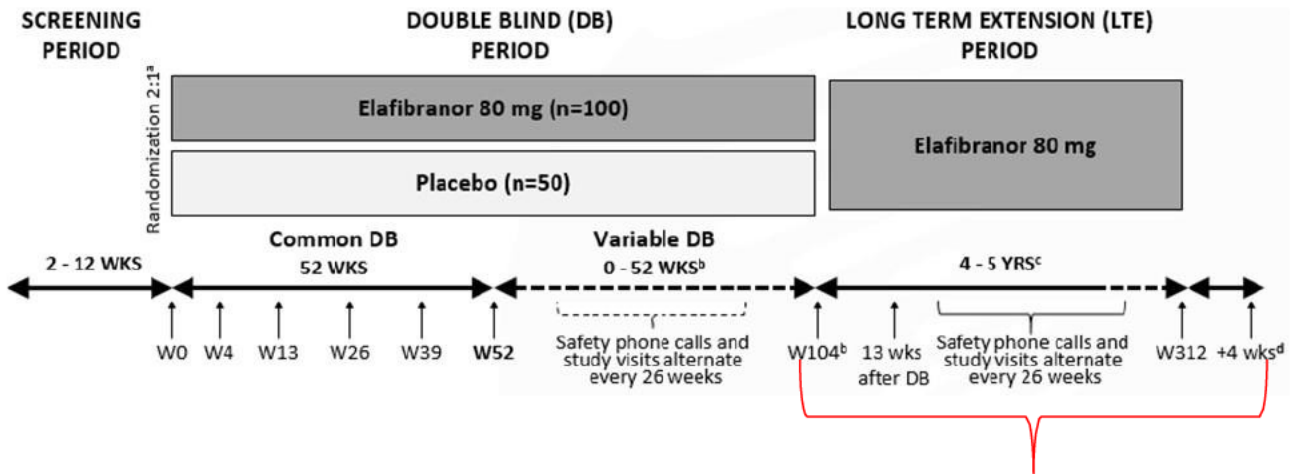 SCREENING
PERIOD
DOUBLE BLIND (DB)
PERIOD
LONG TERM EXTENSION (LTE)
PERIOD
Randomization 2:1ᵃ
Elafibranor 80 mg (n=100)
Placebo (n=50)
Elafibranor 80 mg
2 - 12 WKS
Common DB
52 WKS
Variable DB
0 - 52 WKSᵇ
4 - 5 YRSᶜ
W0
W4
W13
W26
W39
W52
Safety phone calls and
study visits alternate
every 26 weeks
W104ᵇ
13 wks
after DB
Safety phone calls and
study visits alternate
every 26 weeks
W312
+4 wksᵈ